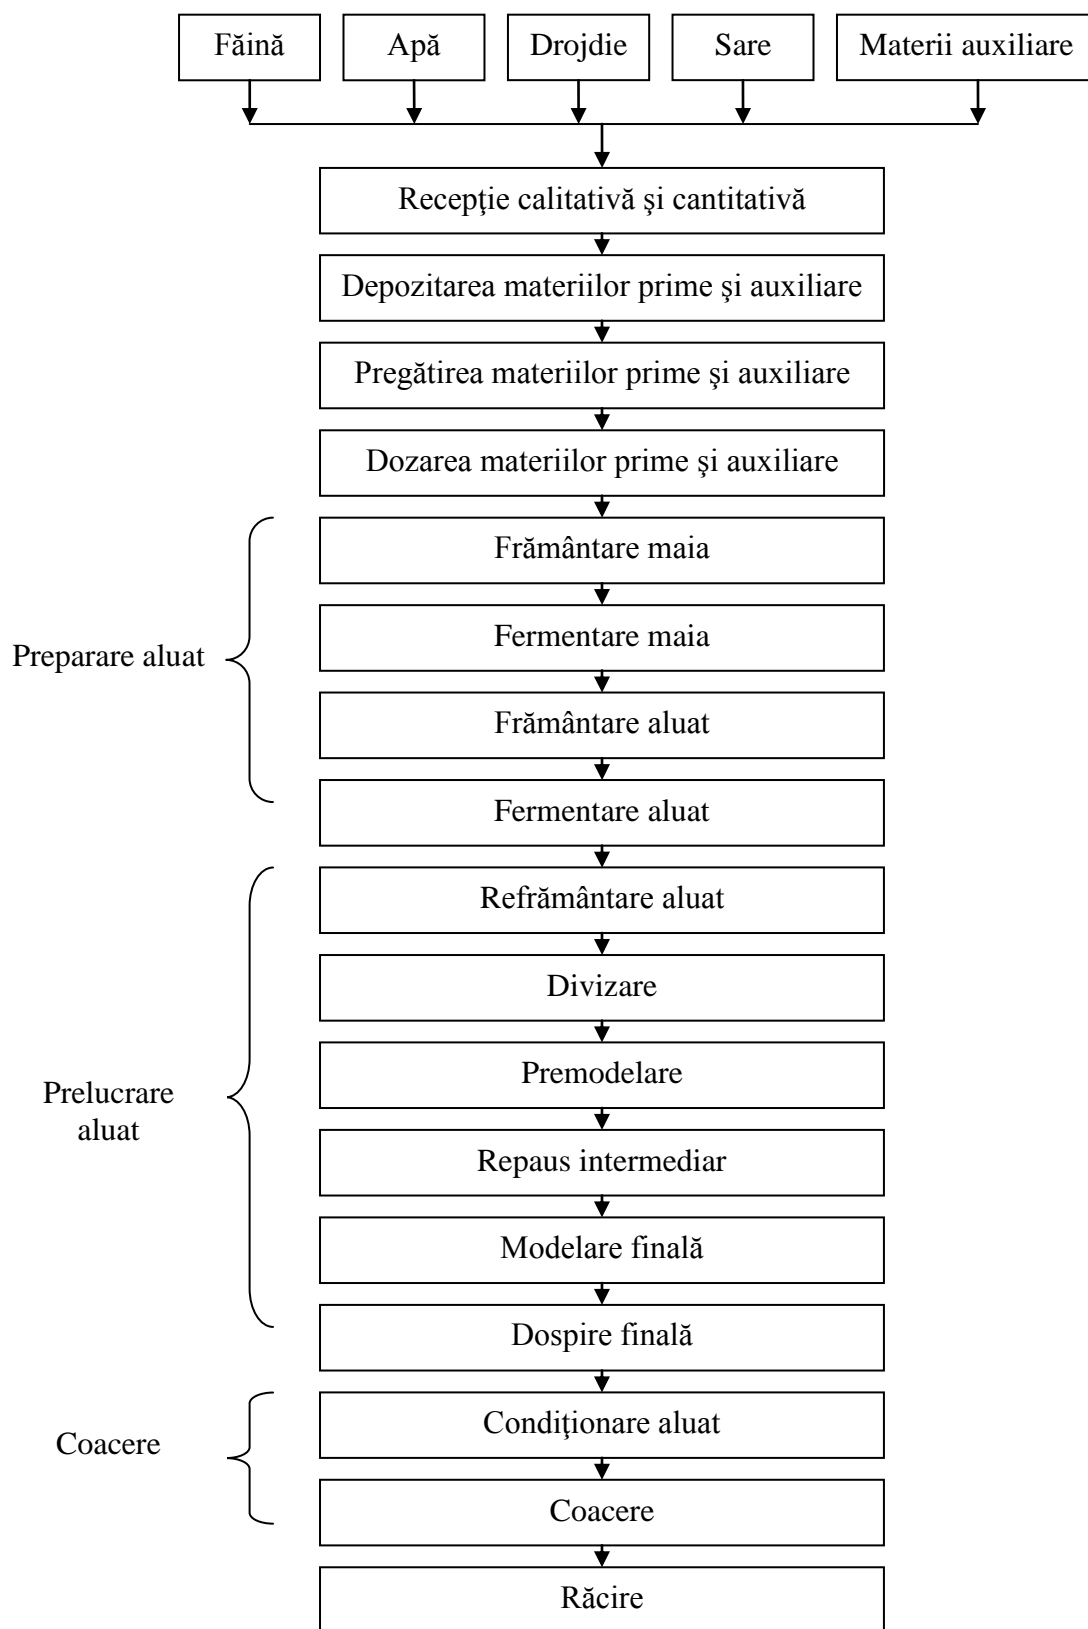 Făină
Apă
Drojdie
Sare
Materii auxiliare
Recepţie calitativă şi cantitativă
Depozitarea materiilor prime şi auxiliare
Pregătirea materiilor prime şi auxiliare
Dozarea materiilor prime şi auxiliare
Frământare maia
Fermentare maia
Preparare aluat
Frământare aluat
Fermentare aluat
Refrământare aluat
Divizare
Premodelare
Prelucrare
aluat
Repaus intermediar
Modelare finală
Dospire finală
Condiţionare aluat
Coacere
Coacere
Răcire